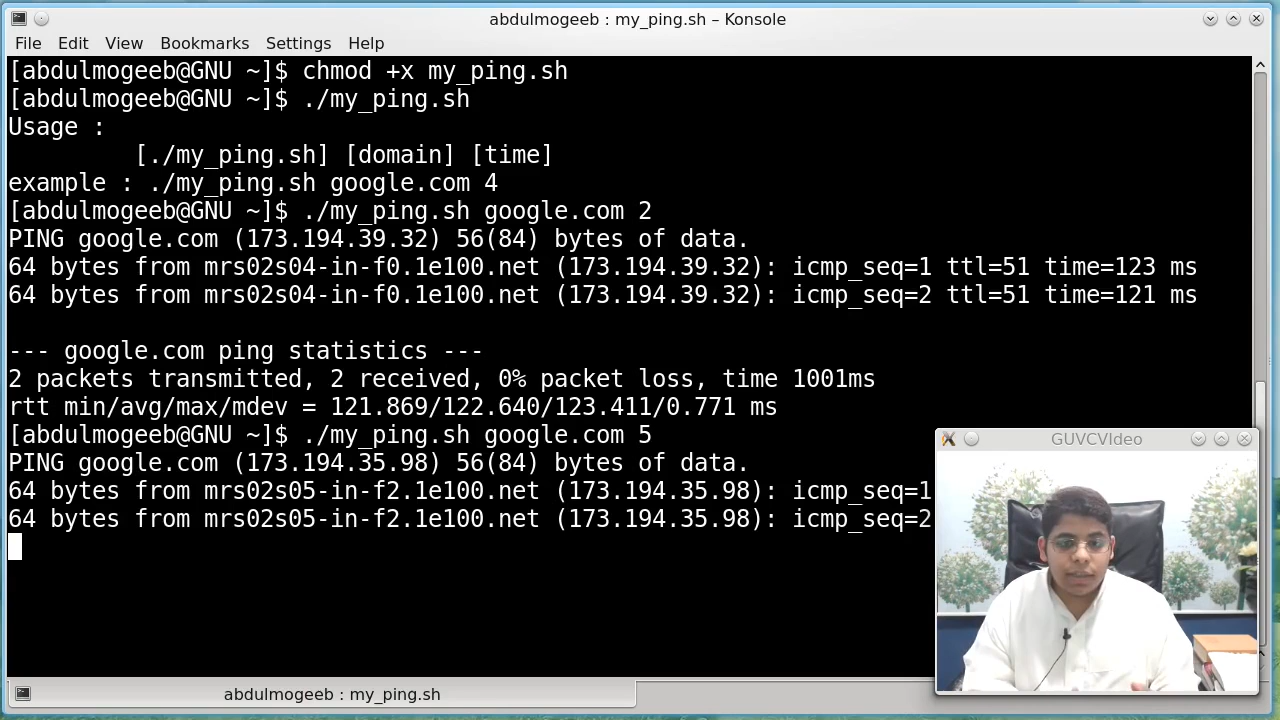 abdulmogeeb : my_ping.sh – Konsole
File Edit View Bookmarks Settings Help
[abdulmogeeb@GNU ~]$ chmod +x my_ping.sh
[abdulmogeeb@GNU ~]$ ./my_ping.sh
Usage :
[./my_ping.sh] [domain] [time]
example : ./my_ping.sh google.com 4
[abdulmogeeb@GNU ~]$ ./my_ping.sh google.com 2
PING google.com (173.194.39.32) 56(84) bytes of data.
64 bytes from mrs02s04-in-f0.1e100.net (173.194.39.32): icmp_seq=1 ttl=51 time=123 ms
64 bytes from mrs02s04-in-f0.1e100.net (173.194.39.32): icmp_seq=2 ttl=51 time=121 ms
--- google.com ping statistics ---
2 packets transmitted, 2 received, 0% packet loss, time 1001ms
rtt min/avg/max/mdev = 121.869/122.640/123.411/0.771 ms
[abdulmogeeb@GNU ~]$ ./my_ping.sh google.com 5
PING google.com (173.194.35.98) 56(84) bytes of data.
64 bytes from mrs02s05-in-f2.1e100.net (173.194.35.98): icmp_seq=1
64 bytes from mrs02s05-in-f2.1e100.net (173.194.35.98): icmp_seq=2
GUVCVIdeo
abdulmogeeb : my_ping.sh